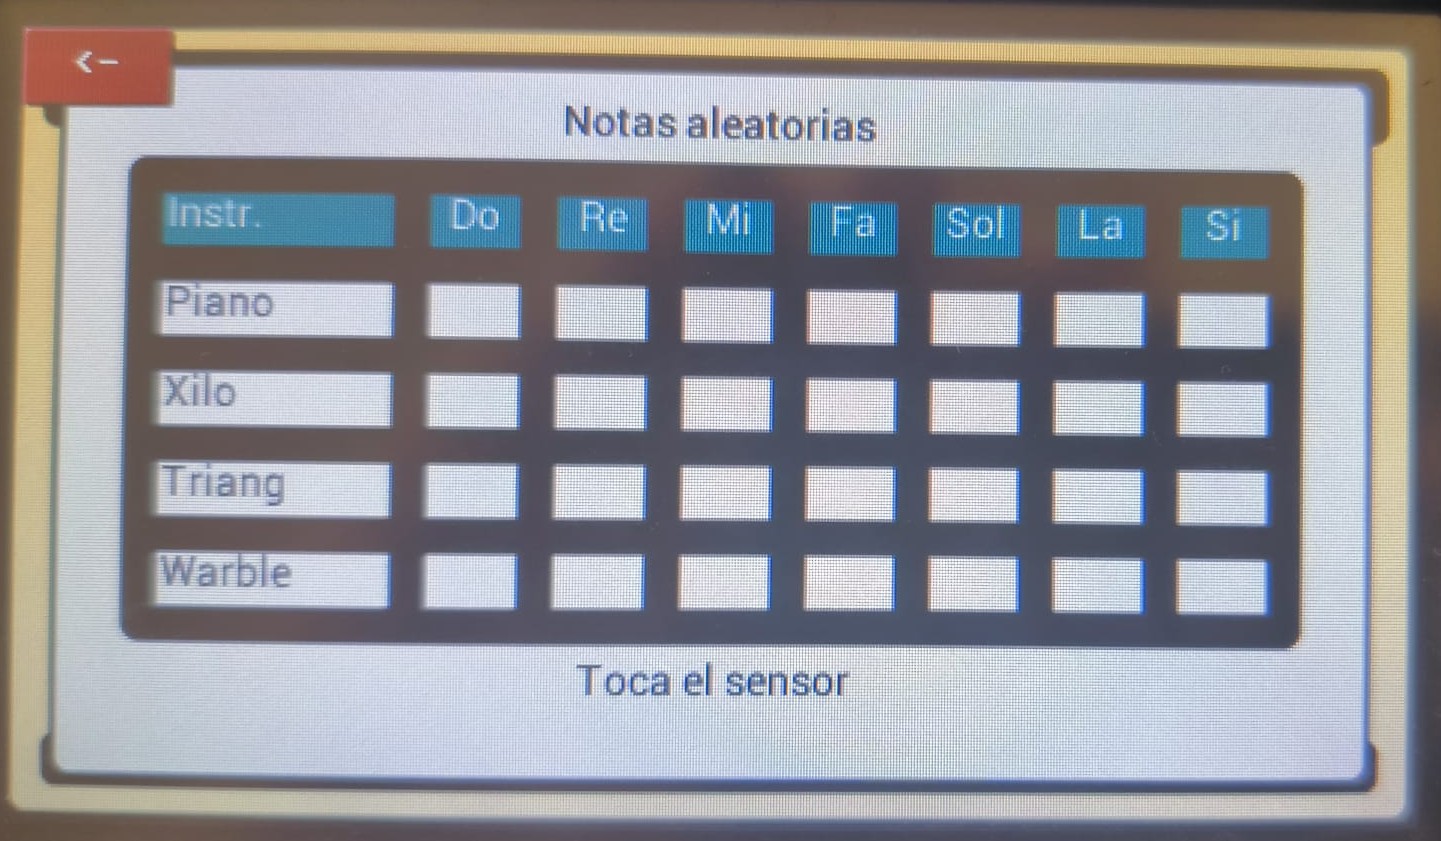 <-
Notas aleatorias
Instr. Do Re Mi Fa Sol La Si
Piano
Xilo
Triang
Warble
Toca el sensor